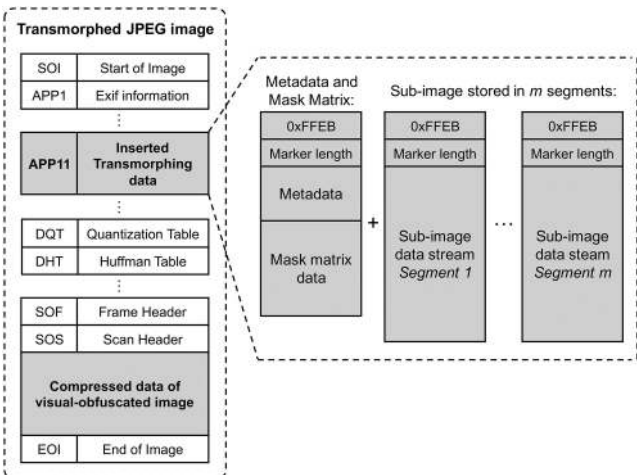 Transmorphed JPEG image
SOI Start of Image
APP1 Exif information
APP11 Inserted
Transmorphing
data
DQT Quantization Table
DHT Huffman Table
SOF Frame Header
SOS Scan Header
Compressed data of
visual-obfuscated image
EOI End of Image
Metadata and
Mask Matrix:
0xFFEB
Marker length
Metadata
Mask matrix
data
+
Sub-image stored in m segments:
0xFFEB
Marker length
Sub-image
data stream
Segment 1
...
0xFFEB
Marker length
Sub-image
data steam
Segment m